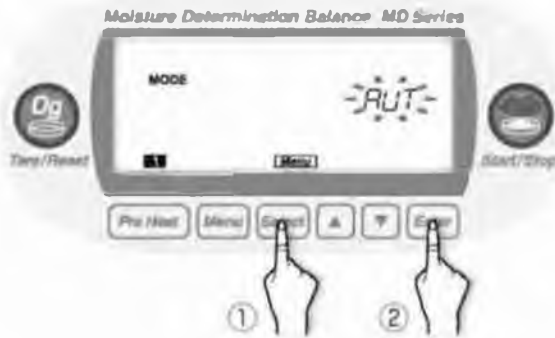 Moisture Determination Balance MD Series
MODE
AUT
0g
Tare/Reset
Start/Stop
Menu
Pre Heat Menu Select ▲ ▼ Enter
① ②